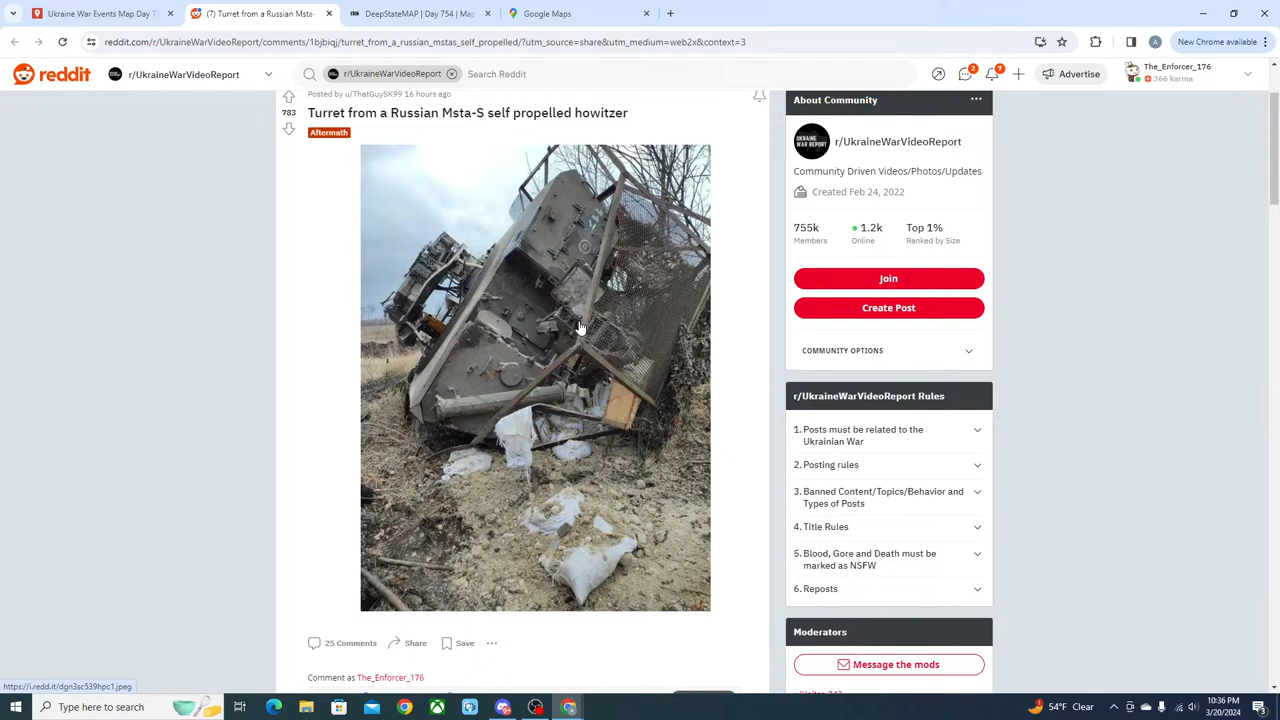 Ukraine War Events Map Day 75
(7) Turret from a Russian Msta-
DeepStateMAP | Day 754 | Map
Google Maps
reddit.com/r/UkraineWarVideoReport/comments/1bjbiqj/turret_from_a_russian_mstas_self_propelled/?utm_source=share&utm_medium=web2x&context=3
New Chrome available
reddit
r/UkraineWarVideoReport
r/UkraineWarVideoReport
Search Reddit
2
7
Advertise
The_Enforcer_176
366 karma
Posted by u/ThatGuySK99 16 hours ago
783
Turret from a Russian Msta-S self propelled howitzer
Aftermath
25 Comments
Share
Save
Comment as The_Enforcer_176
About Community
UKRAINE
WAR REPORT
r/UkraineWarVideoReport
Community Driven Videos/Photos/Updates
Created Feb 24, 2022
755k
1.2k
Top 1%
Members
Online
Ranked by Size
Join
Create Post
COMMUNITY OPTIONS
r/UkraineWarVideoReport Rules
1. Posts must be related to the
Ukrainian War
2. Posting rules
3. Banned Content/Topics/Behavior and
Types of Posts
4. Title Rules
5. Blood, Gore and Death must be
marked as NSFW
6. Reposts
Moderators
Message the mods
https://i.redd.it/dgn3sc539hpc1.jpeg
Type here to search
54°F Clear
10:36 PM
3/20/2024